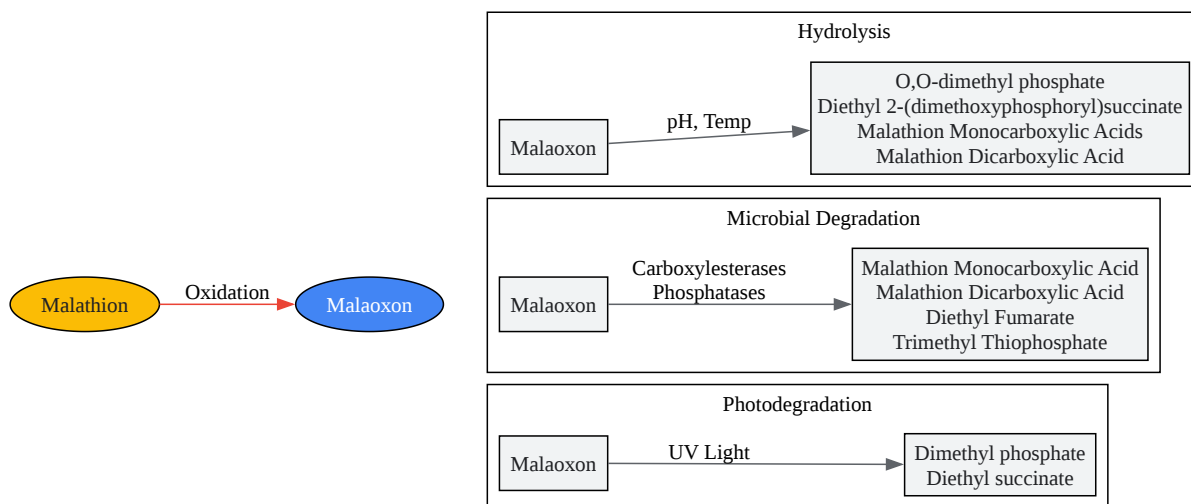 Malathion
Oxidation
Malaoxon
Hydrolysis
Malaoxon
pH, Temp
O,O-dimethyl phosphate
Diethyl 2-(dimethoxyphosphoryl)succinate
Malathion Monocarboxylic Acids
Malathion Dicarboxylic Acid
Microbial Degradation
Malaoxon
Carboxylesterases
Phosphatases
Malathion Monocarboxylic Acid
Malathion Dicarboxylic Acid
Diethyl Fumarate
Trimethyl Thiophosphate
Photodegradation
Malaoxon
UV Light
Dimethyl phosphate
Diethyl succinate